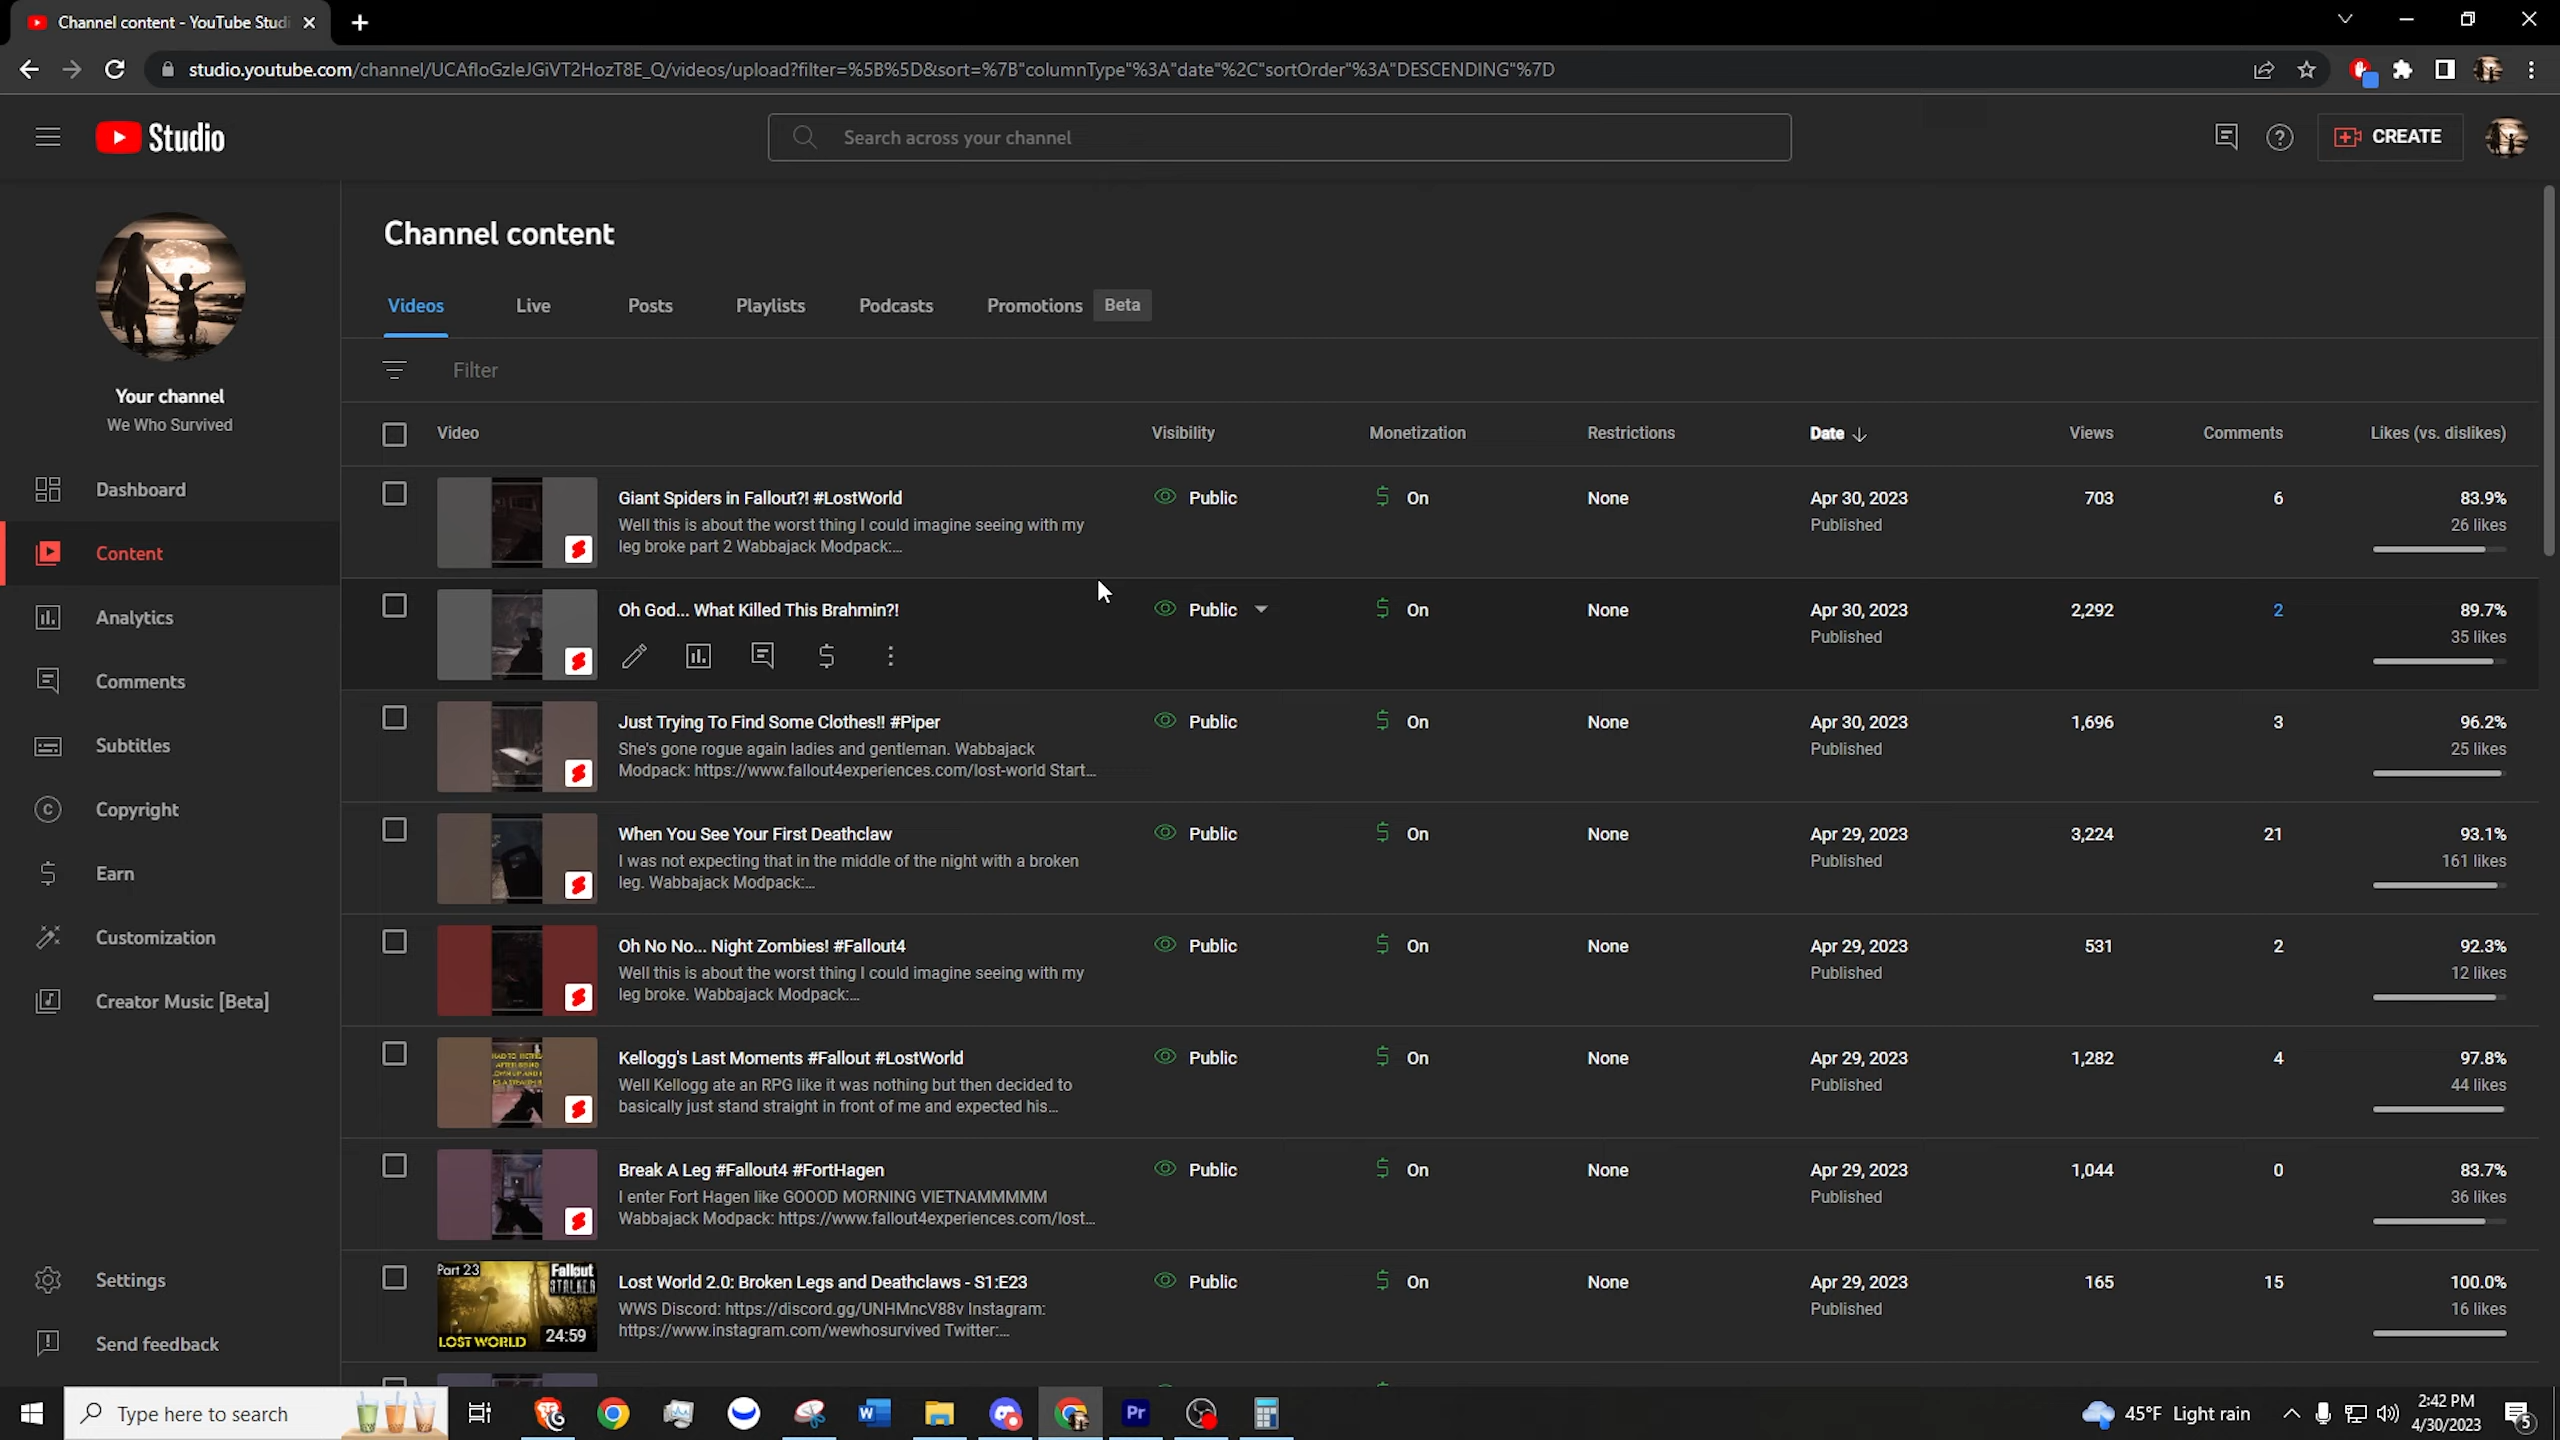 Channel content - YouTube Studi
studio.youtube.com/channel/UCAfloGzleJGiVT2HozT8E_Q/videos/upload?filter=%5B%5D&sort=%7B"columnType"%3A"date"%2C"sortOrder"%3A"DESCENDING"%7D
Studio
Search across your channel
CREATE
Your channel
We Who Survived
Dashboard
Content
Analytics
Comments
Subtitles
Copyright
Earn
Customization
Creator Music [Beta]
Settings
Send feedback
Channel content
Videos Live Posts Playlists Podcasts Promotions Beta
Filter
Video Visibility Monetization Restrictions Date Views Comments Likes (vs. dislikes)
Giant Spiders in Fallout?! #LostWorld Public On None Apr 30, 2023 703 6 83.9%
Well this is about the worst thing I could imagine seeing with my Published 26 likes
leg broke part 2 Wabbajack Modpack:...
Oh God... What Killed This Brahmin?! Public On None Apr 30, 2023 2,292 2 89.7%
Published 35 likes
Just Trying To Find Some Clothes!! #Piper Public On None Apr 30, 2023 1,696 3 96.2%
She's gone rogue again ladies and gentleman. Wabbajack Published 25 likes
Modpack: https://www.fallout4experiences.com/lost-world Start...
When You See Your First Deathclaw Public On None Apr 29, 2023 3,224 21 93.1%
I was not expecting that in the middle of the night with a broken Published 161 likes
leg. Wabbajack Modpack:...
Oh No No... Night Zombies! #Fallout4 Public On None Apr 29, 2023 531 2 92.3%
Well this is about the worst thing I could imagine seeing with my Published 12 likes
leg broke. Wabbajack Modpack:...
Kellogg's Last Moments #Fallout #LostWorld Public On None Apr 29, 2023 1,282 4 97.8%
Well Kellogg ate an RPG like it was nothing but then decided to Published 44 likes
basically just stand straight in front of me and expected his...
Break A Leg #Fallout4 #FortHagen Public On None Apr 29, 2023 1,044 0 83.7%
I enter Fort Hagen like GOOOD MORNING VIETNAMMMMM Published 36 likes
Wabbajack Modpack: https://www.fallout4experiences.com/lost...
Part 23 Fallout
S.T.A.L.K.E.R
LOST WORLD 24:59
Lost World 2.0: Broken Legs and Deathclaws - S1:E23 Public On None Apr 29, 2023 165 15 100.0%
WWS Discord: https://discord.gg/UNHMncV88v Instagram: Published 16 likes
https://www.instagram.com/wewhosurvived Twitter:...
Type here to search
Pr
45°F Light rain
2:42 PM
4/30/2023
5